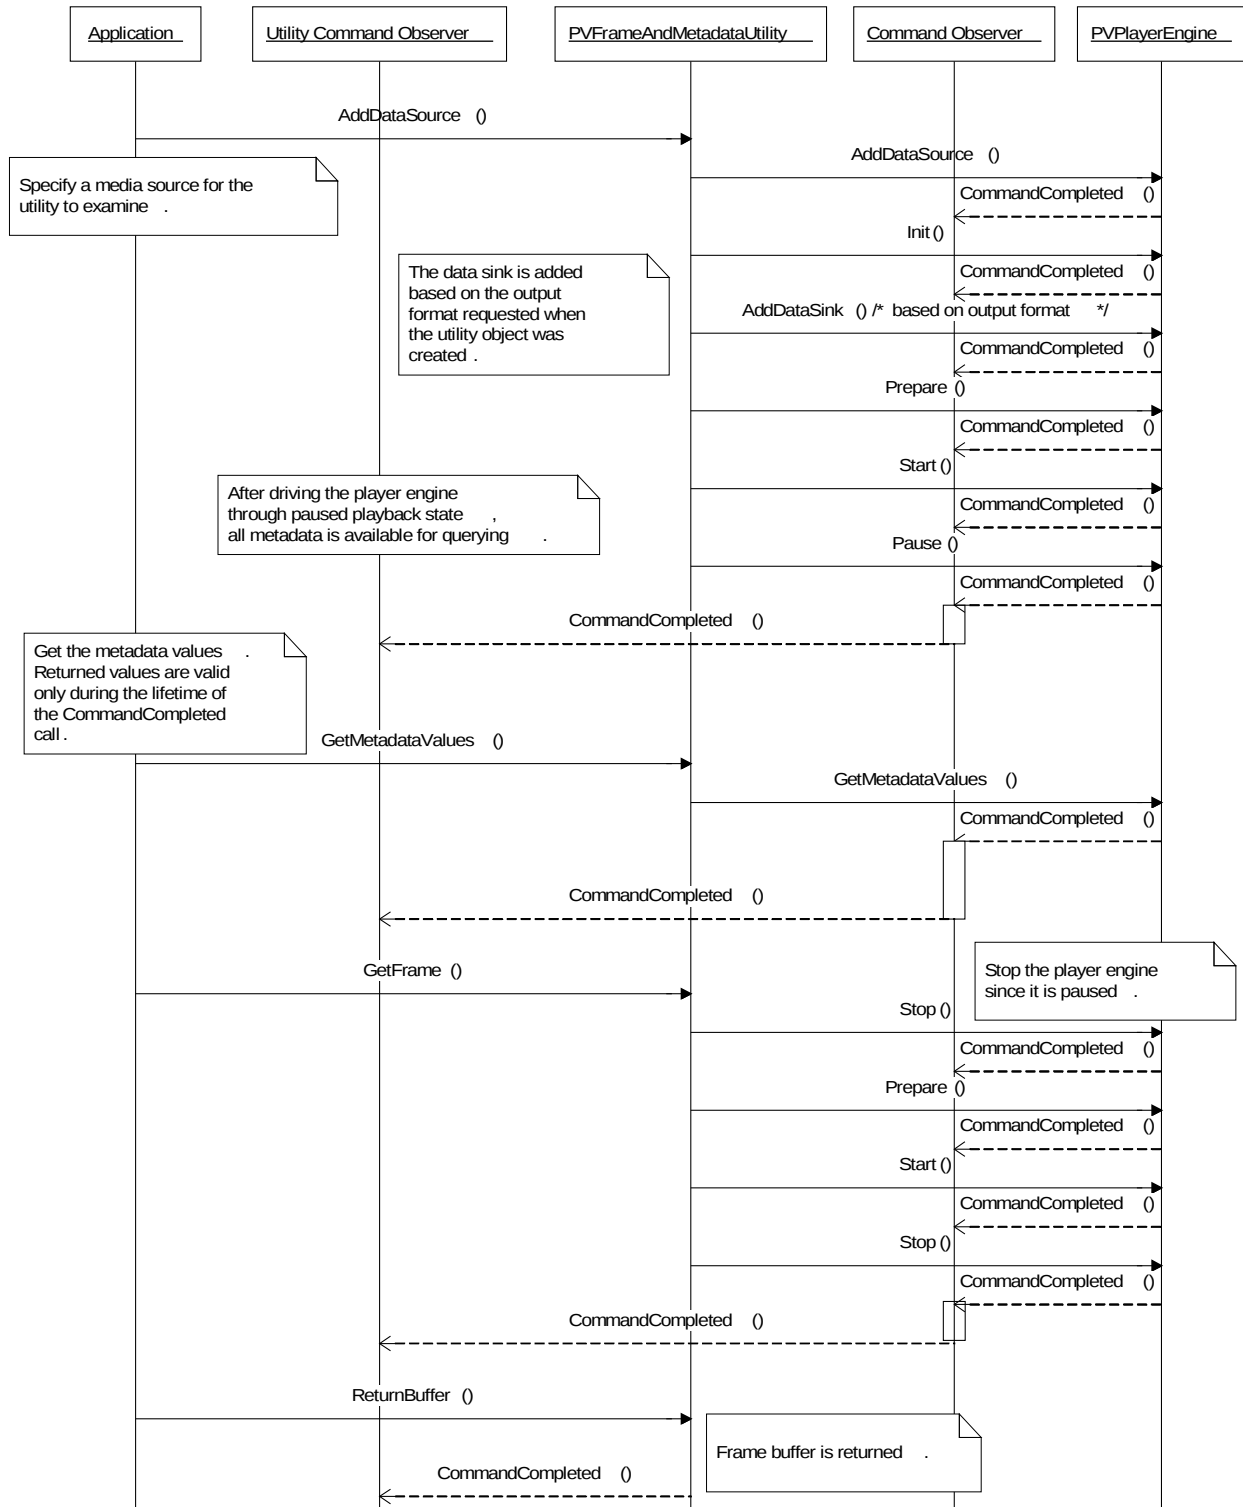 Application
Utility Command Observer
PVFrameAndMetadataUtility
Command Observer
PVPlayerEngine
AddDataSource ()
AddDataSource ()
Specify a media source for the
utility to examine .
CommandCompleted ()
Init ()
The data sink is added
based on the output
format requested when
the utility object was
created .
CommandCompleted ()
AddDataSink () /* based on output format */
CommandCompleted ()
Prepare ()
CommandCompleted ()
Start ()
After driving the player engine
through paused playback state ,
all metadata is available for querying .
CommandCompleted ()
Pause ()
CommandCompleted ()
CommandCompleted ()
Get the metadata values .
Returned values are valid
only during the lifetime of
the CommandCompleted
call .
GetMetadataValues ()
GetMetadataValues ()
CommandCompleted ()
CommandCompleted ()
GetFrame ()
Stop the player engine
since it is paused .
Stop ()
CommandCompleted ()
Prepare ()
CommandCompleted ()
Start ()
CommandCompleted ()
Stop ()
CommandCompleted ()
CommandCompleted ()
ReturnBuffer ()
Frame buffer is returned .
CommandCompleted ()